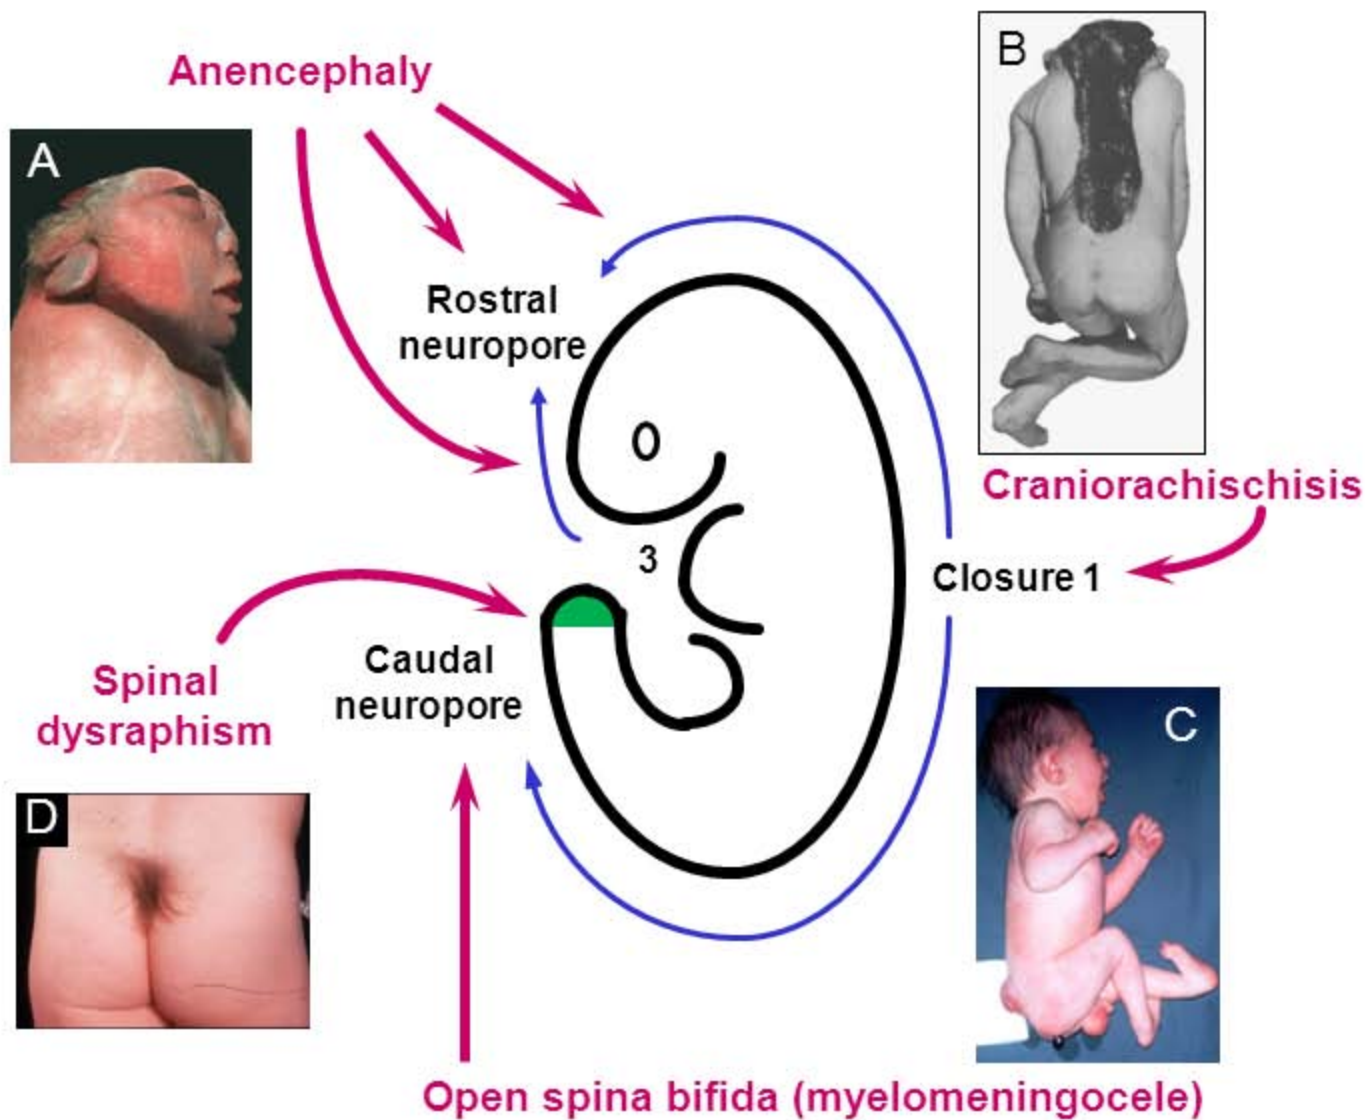 Anencephaly
A
B
Rostral
neuropore
0
3
Craniorachischisis
Closure 1
Caudal
neuropore
Spinal
dysraphism
C
D
Open spina bifida (myelomeningocele)